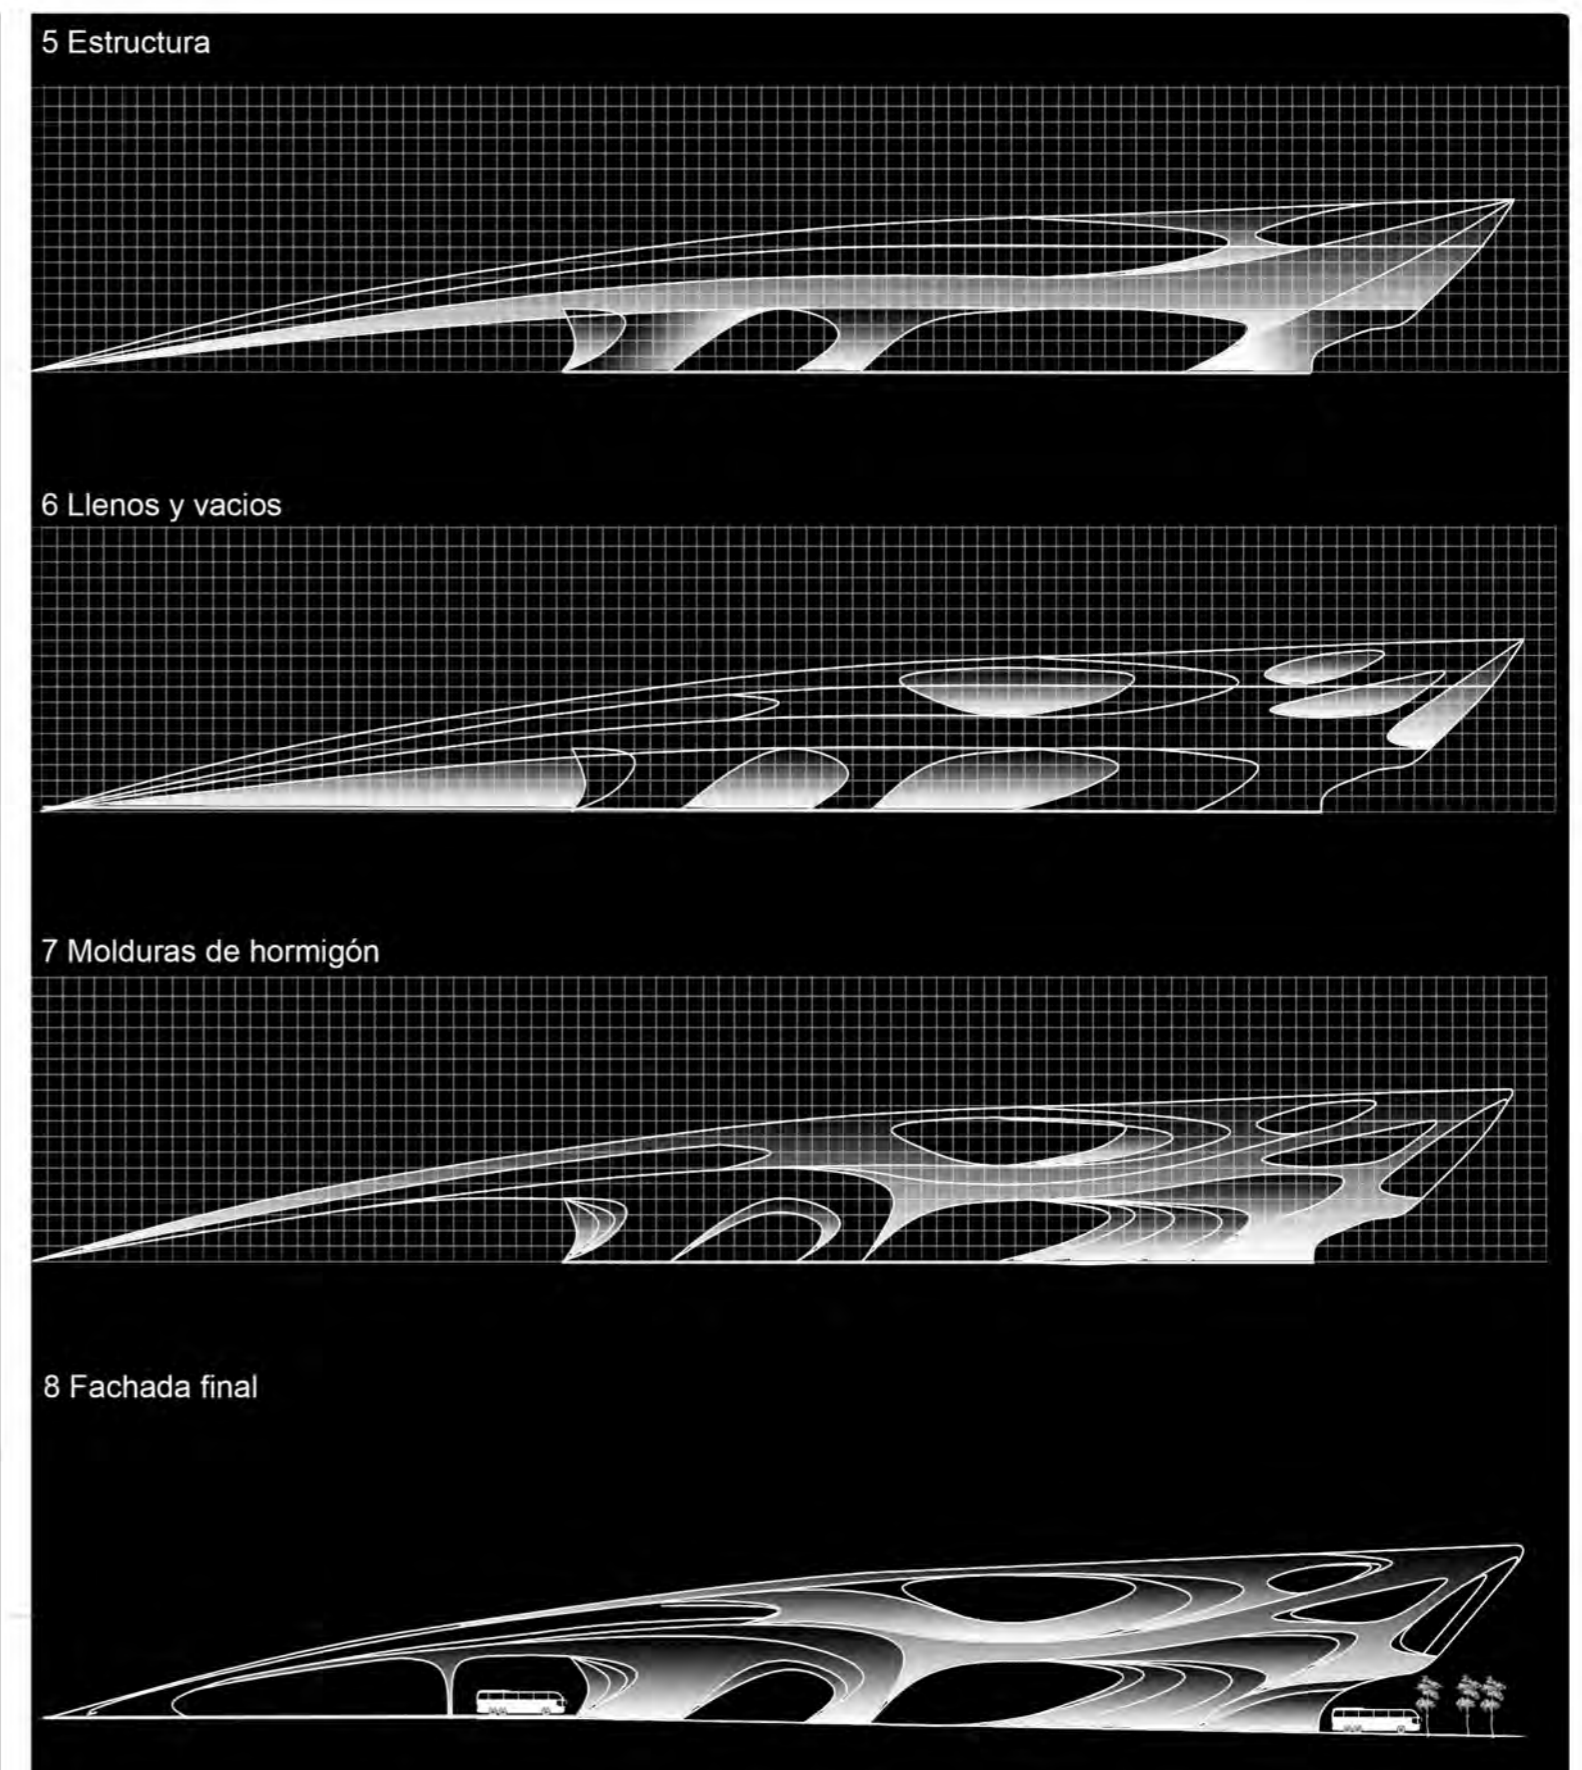 5 Estructura
6 Llenos y vacios
7 Molduras de hormigón
8 Fachada final